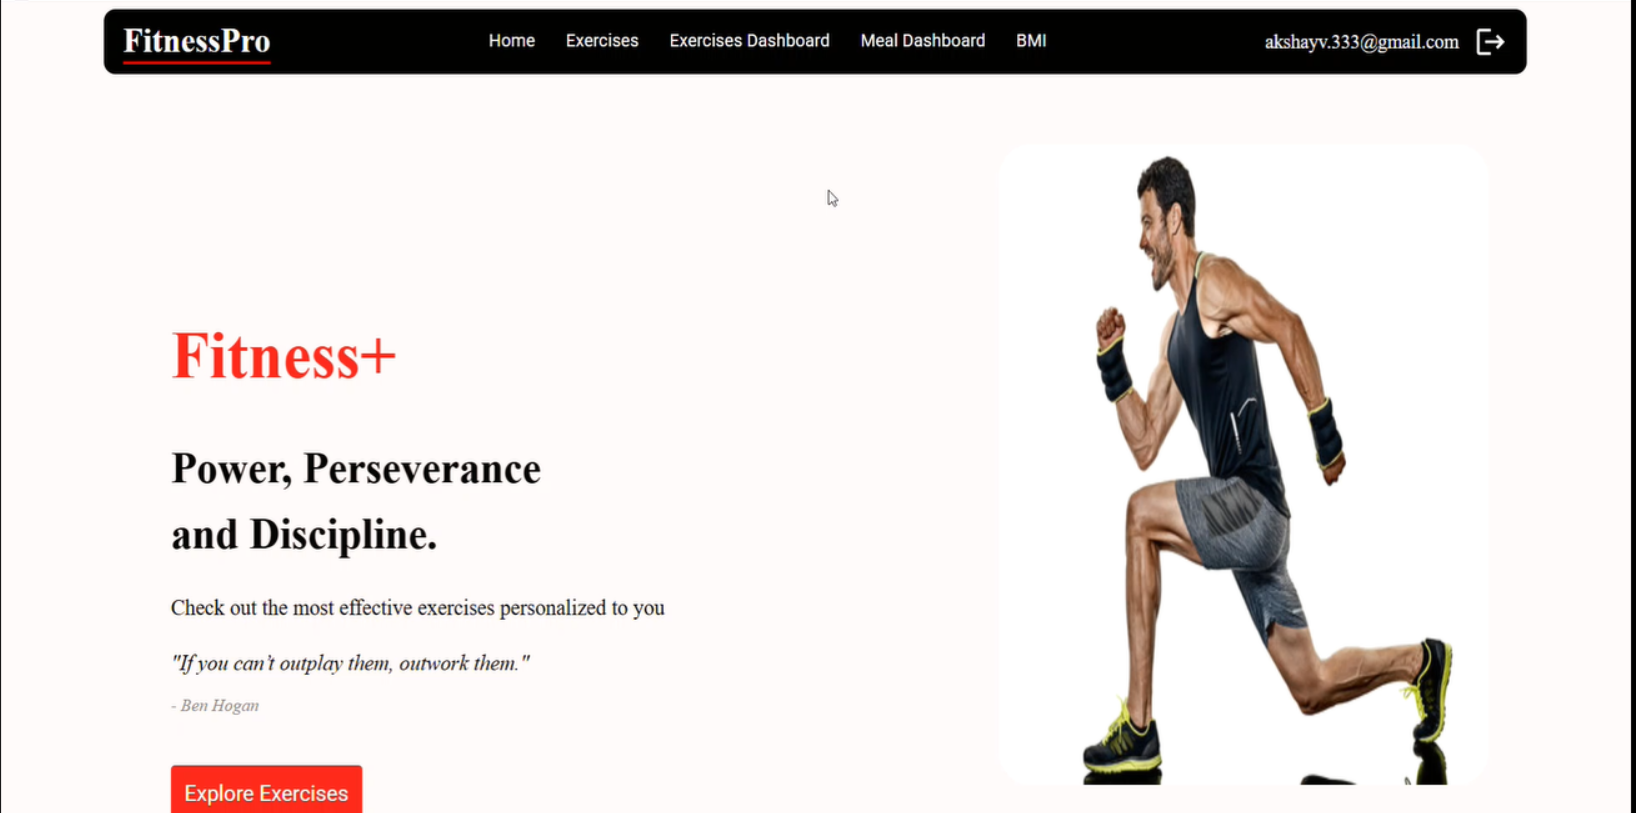 FitnessPro
Home Exercises Exercises Dashboard Meal Dashboard BMI
akshayv.333@gmail.com
Fitness+
Power, Perseverance
and Discipline.
Check out the most effective exercises personalized to you
"If you can't outplay them, outwork them."
- Ben Hogan
Explore Exercises